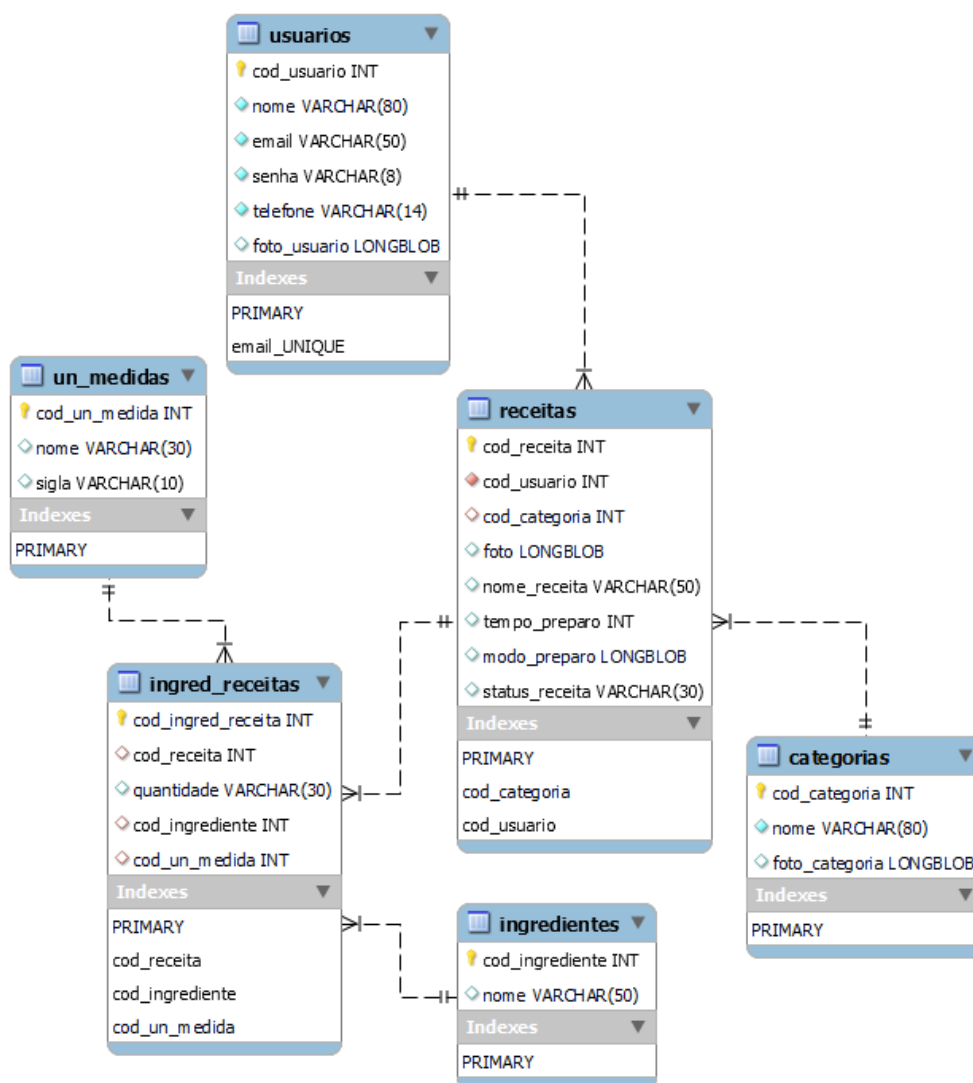 usuarios
cod_usuario INT
nome VARCHAR(80)
email VARCHAR(50)
senha VARCHAR(8)
telefone VARCHAR(14)
foto_usuario LONGBLOB
Indexes
PRIMARY
email_UNIQUE
un_medidas
cod_un_medida INT
nome VARCHAR(30)
sigla VARCHAR(10)
Indexes
PRIMARY
receitas
cod_receita INT
cod_usuario INT
cod_categoria INT
foto LONGBLOB
nome_receita VARCHAR(50)
tempo_preparo INT
modo_preparo LONGBLOB
status_receita VARCHAR(30)
Indexes
PRIMARY
cod_categoria
cod_usuario
ingred_receitas
cod_ingred_receita INT
cod_receita INT
quantidade VARCHAR(30)
cod_ingrediente INT
cod_un_medida INT
Indexes
PRIMARY
cod_receita
cod_ingrediente
cod_un_medida
categorias
cod_categoria INT
nome VARCHAR(80)
foto_categoria LONGBLOB
Indexes
PRIMARY
ingredientes
cod_ingrediente INT
nome VARCHAR(50)
Indexes
PRIMARY